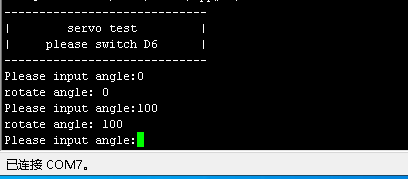 -----------------------------
| servo test |
| please switch D6 |
-----------------------------
Please input angle:0
rotate angle: 0
Please input angle:100
rotate angle: 100
Please input angle:
已连接 COM7。